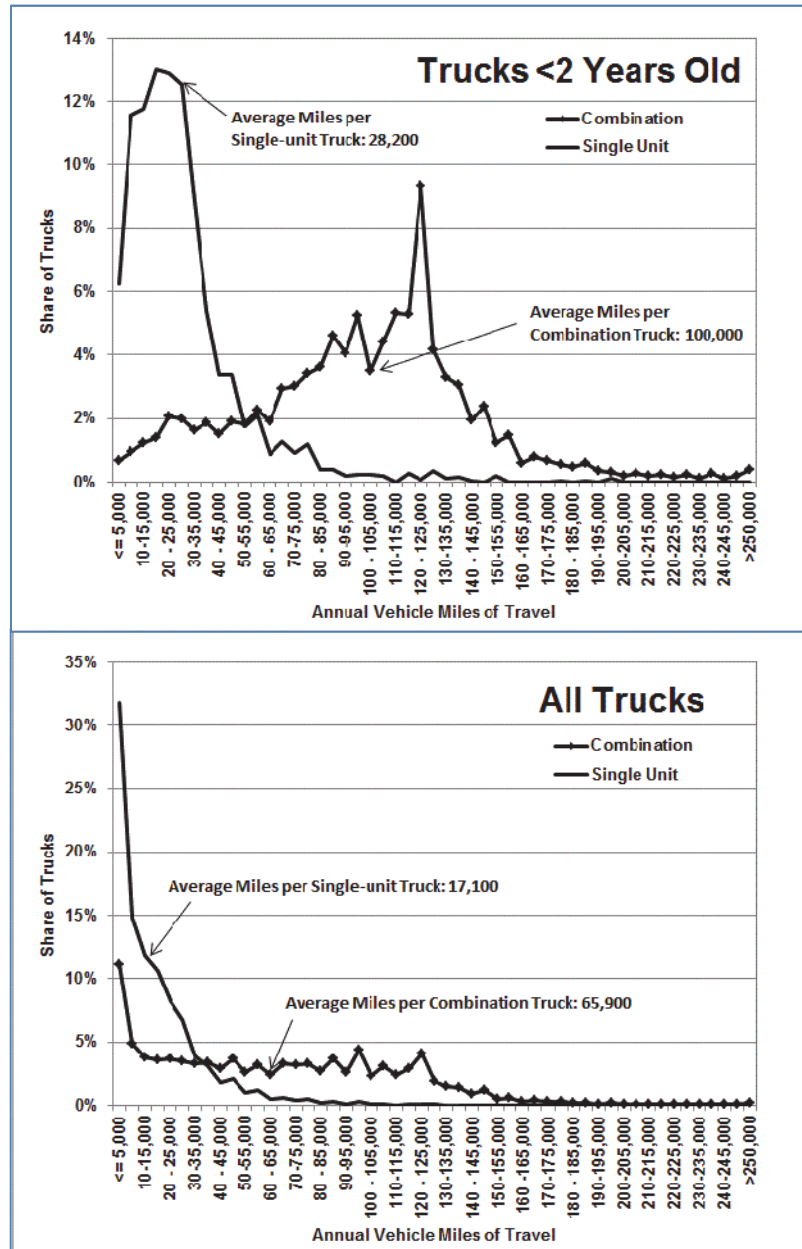 Trucks <2 Years Old
14%
12%
10%
8%
6%
4%
2%
0%
Share of Trucks
Average Miles per
Single-unit Truck: 28,200
Combination
Single Unit
Average Miles per
Combination Truck: 100,000
<= 5,000
10-15,000
20 - 25,000
30-35,000
40 - 45,000
50-55,000
60 - 65,000
70-75,000
80 - 85,000
90-95,000
100 - 105,000
110-115,000
120 - 125,000
130-135,000
140 - 145,000
150-155,000
160 -165,000
170-175,000
180 - 185,000
190-195,000
200-205,000
210-215,000
220-225,000
230-235,000
240-245,000
>250,000
Annual Vehicle Miles of Travel
All Trucks
35%
30%
25%
20%
15%
10%
5%
0%
Share of Trucks
Combination
Single Unit
Average Miles per Single-unit Truck: 17,100
Average Miles per Combination Truck: 65,900
<= 5,000
10-15,000
20 - 25,000
30-35,000
40 - 45,000
50-55,000
60 - 65,000
70-75,000
80 - 85,000
90-95,000
100 - 105,000
110-115,000
120 - 125,000
130-135,000
140 - 145,000
150-155,000
160 -165,000
170-175,000
180 - 185,000
190-195,000
200-205,000
210-215,000
220-225,000
230-235,000
240-245,000
>250,000
Annual Vehicle Miles of Travel